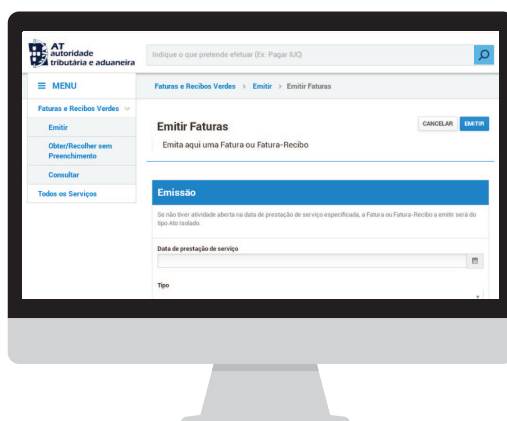 AT
autoridade
tributária e aduaneira
Indique o que pretende efetuar (Ex: Pagar IUC)
MENU
Faturas e Recibos Verdes > Emitir > Emitir Faturas
Faturas e Recibos Verdes
Emitir
Obter/Recolher sem
Preenchimento
Consultar
Todos os Serviços
Emitir Faturas
CANCELAR
EMITIR
Emita aqui uma Fatura ou Fatura-Recibo
Emissão
Se não tiver atividade aberta na data de prestação de serviço especificada, a Fatura ou Fatura-Recibo a emitir será do
tipo Ato Isolado.
Data de prestação de serviço
Tipo